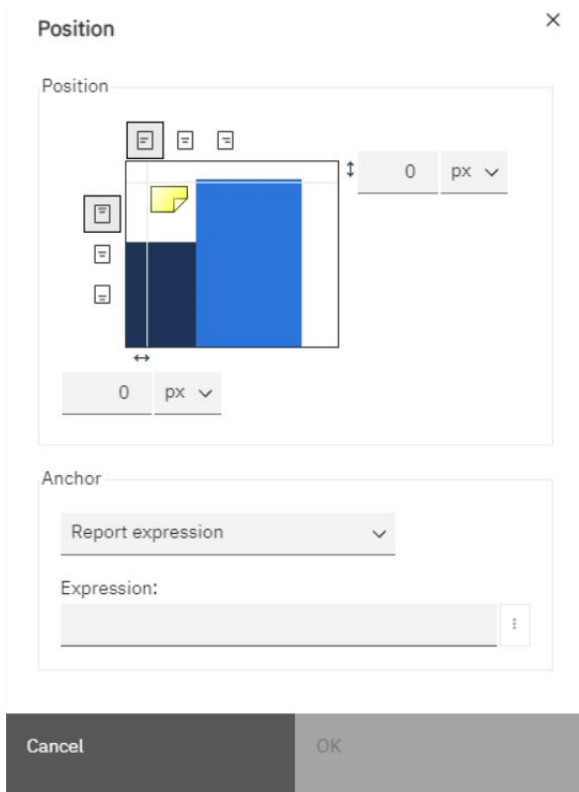 Position
Position
0 px
0 px
Anchor
Report expression
Expression:
Cancel OK